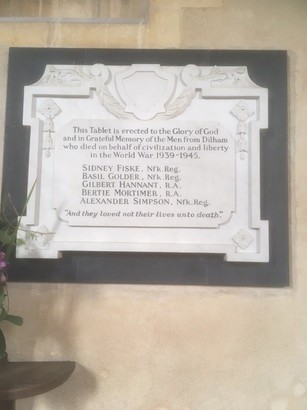 This Tablet is erected to the Glory of God
and in Grateful Memory of the Men from Dilham
who died on behalf of civilization and liberty
in the World War 1939-1945.
SIDNEY FISKE, Nfk. Reg.
BASIL GOLDER, Nfk. Reg.
GILBERT HANNANT, R.A.
BERTIE MORTIMER, R.A.
ALEXANDER SIMPSON, Nfk. Reg.
"And they loved not their lives unto death."